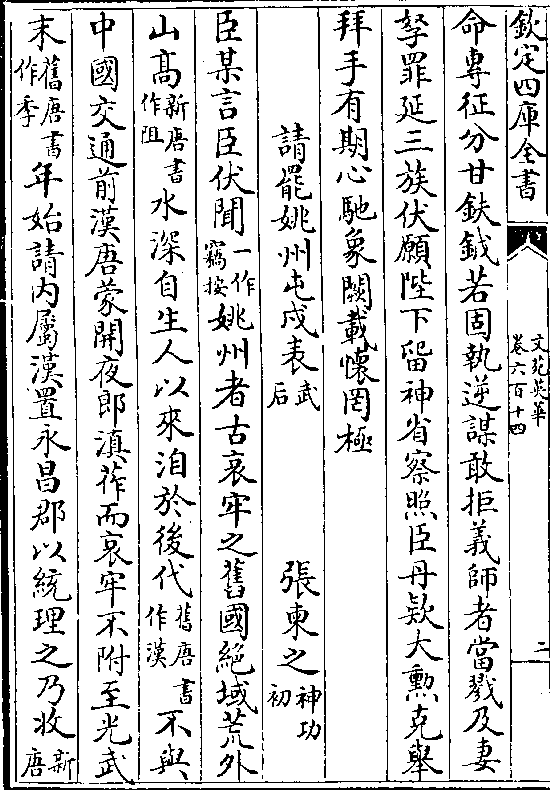 欽定四庫全書
文苑英華
卷六百十四
二
命專征分甘鈇鉞若固執逆謀敢拒義師者當戮及妻
孥罪延三族伏願陛下留神省察照臣丹欵大勲克舉
拜手有期心馳象闕載懷罔極
請罷姚州屯戍表武后 張柬之神功初
臣某言臣伏聞一作竊按姚州者古哀牢之舊國絶域荒外
山高新唐書作阻水深自生人以來洎於後代舊唐書作漢不與
中國交通前漢唐蒙開夜郎滇莋而哀牢不附至光武
末舊唐書作季年始請内屬漢置永昌郡以統理之乃收新唐